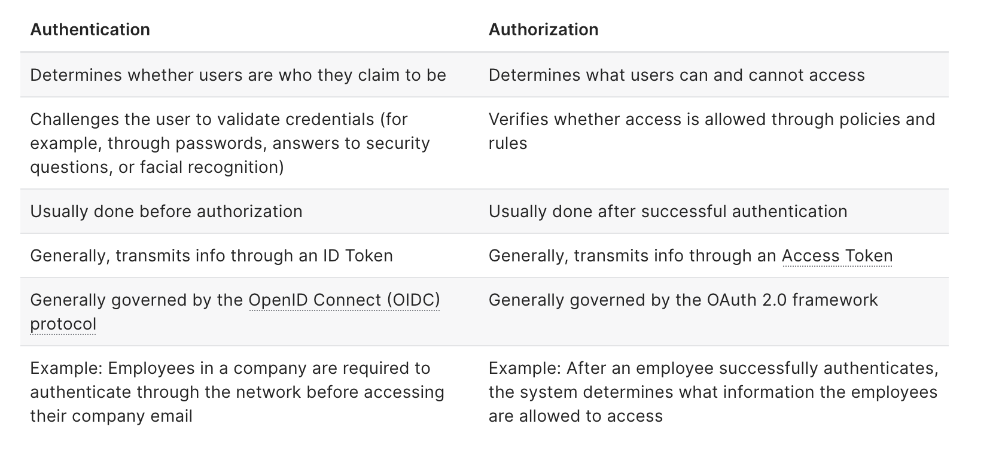 Authentication
Authorization
Determines whether users are who they claim to be
Determines what users can and cannot access
Challenges the user to validate credentials (for
example, through passwords, answers to security
questions, or facial recognition)
Verifies whether access is allowed through policies and
rules
Usually done before authorization
Usually done after successful authentication
Generally, transmits info through an ID Token
Generally, transmits info through an Access Token
Generally governed by the OpenID Connect (OIDC)
protocol
Generally governed by the OAuth 2.0 framework
Example: Employees in a company are required to
authenticate through the network before accessing
their company email
Example: After an employee successfully authenticates,
the system determines what information the employees
are allowed to access